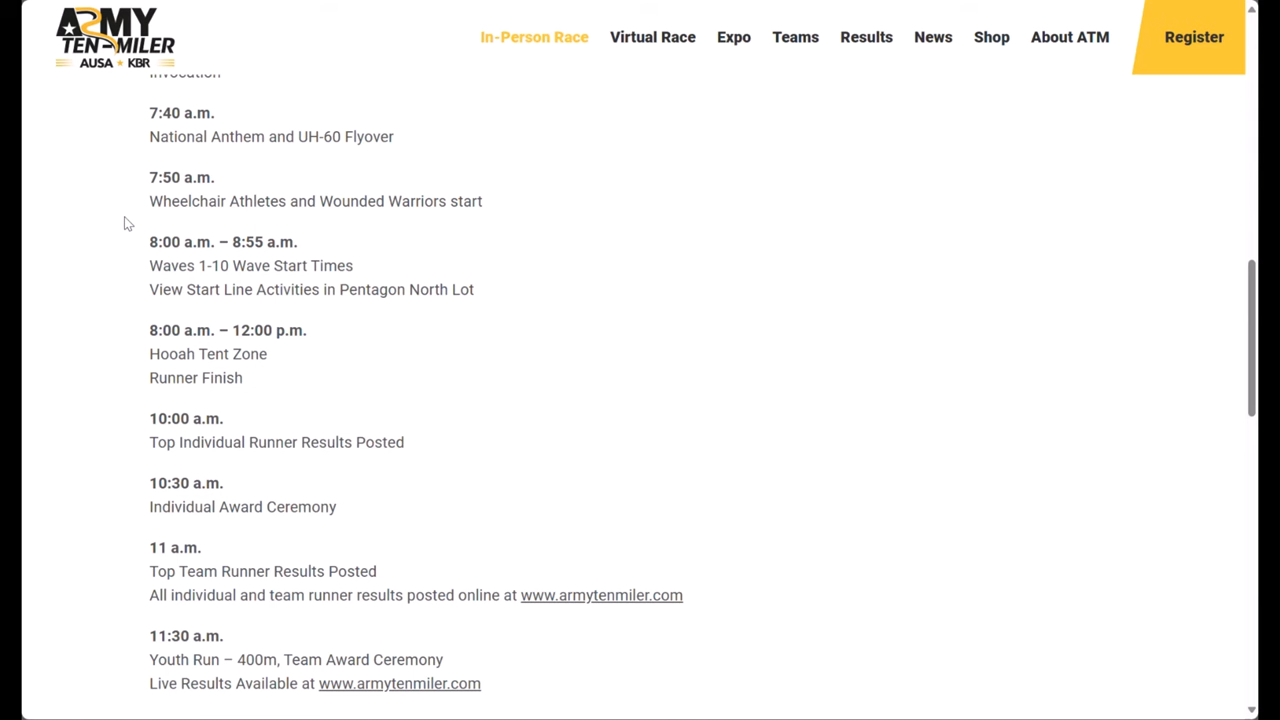 ARMY
TEN-MILER
AUSA ★ KBR
In-Person Race
Virtual Race
Expo
Teams
Results
News
Shop
About ATM
Register
Invocation
7:40 a.m.
National Anthem and UH-60 Flyover
7:50 a.m.
Wheelchair Athletes and Wounded Warriors start
8:00 a.m. – 8:55 a.m.
Waves 1-10 Wave Start Times
View Start Line Activities in Pentagon North Lot
8:00 a.m. – 12:00 p.m.
Hooah Tent Zone
Runner Finish
10:00 a.m.
Top Individual Runner Results Posted
10:30 a.m.
Individual Award Ceremony
11 a.m.
Top Team Runner Results Posted
All individual and team runner results posted online at www.armytenmiler.com
11:30 a.m.
Youth Run – 400m, Team Award Ceremony
Live Results Available at www.armytenmiler.com